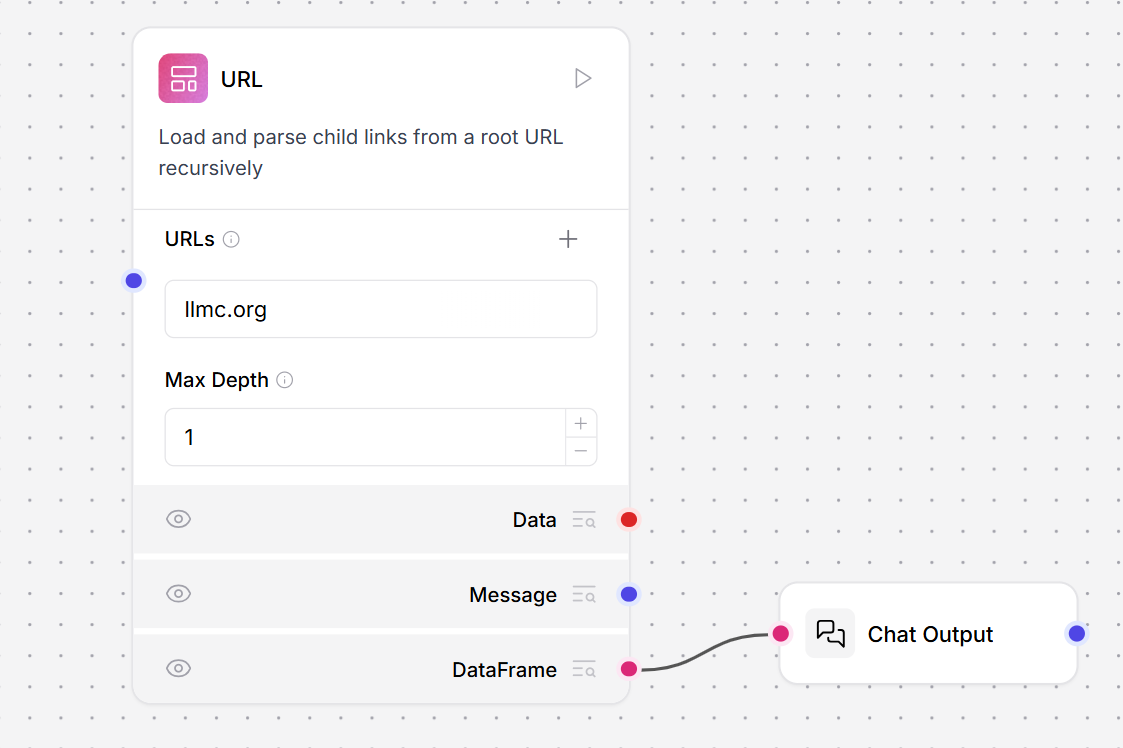 URL
Load and parse child links from a root URL
recursively
URLs
llmc.org
Max Depth
1
Data
Message
DataFrame
Chat Output